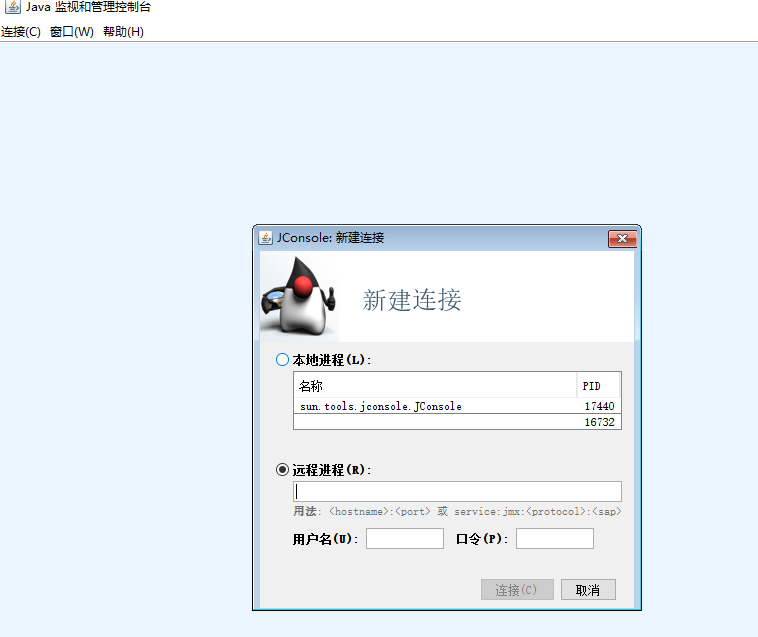 Java 监视和管理控制台
连接(C) 窗口(W) 帮助(H)
JConsole: 新建连接
新建连接
本地进程(L):
名称 PID
sun.tools.jconsole.JConsole 17440
16732
远程进程(R):
用法: <hostname>:<port> 或 service:jmx:<protocol>:<sap>
用户名(U): 口令(P):
连接(C) 取消